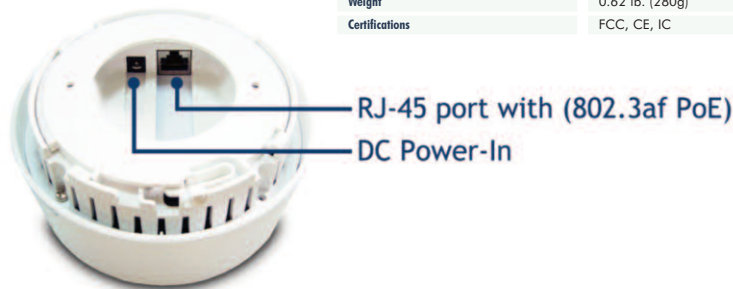 Weight 0.62 lb. (280g)
Certifications FCC, CE, IC
RJ-45 port with (802.3af PoE)
DC Power-In